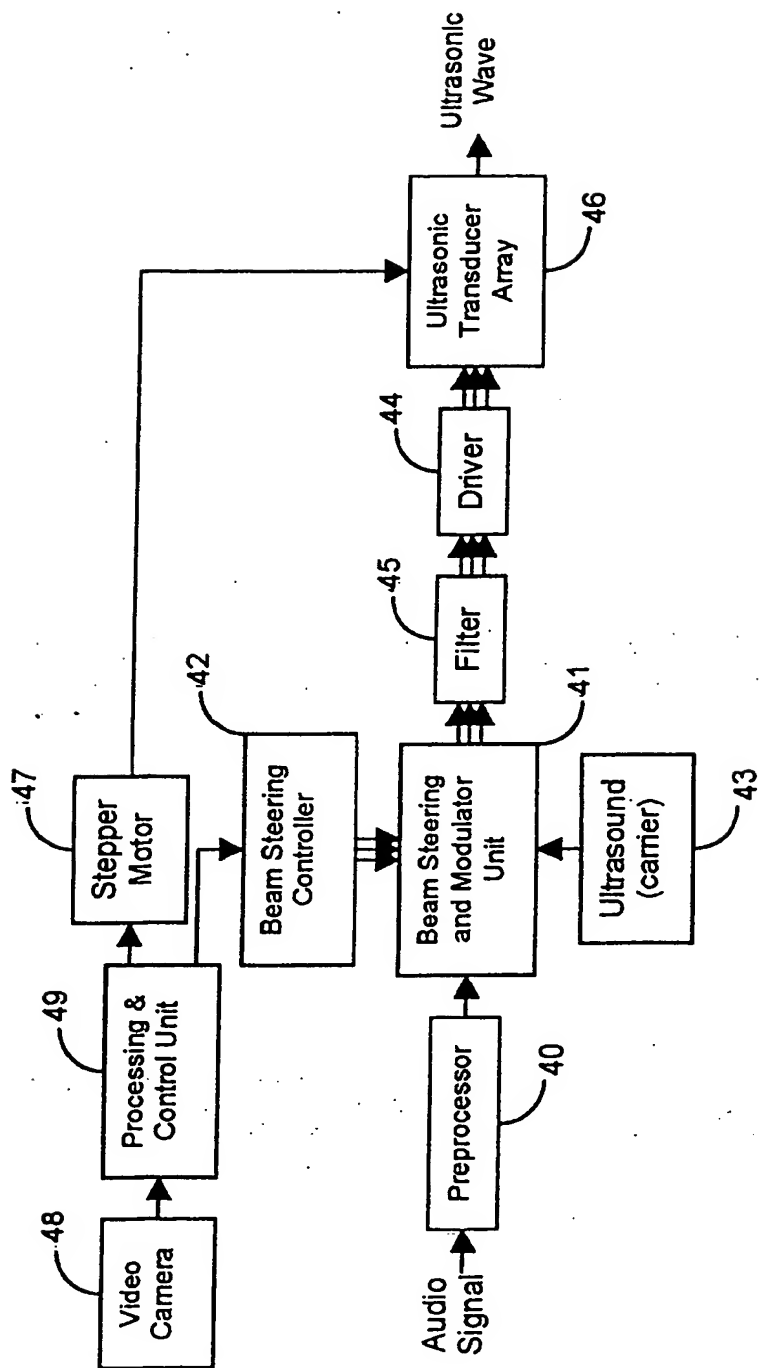 48
Video
Camera
49
Processing &
Control Unit
47
Stepper
Motor
42
Beam Steering
Controller
Audio
Signal
Preprocessor
40
Beam Steering
and Modulator
Unit
41
Ultrasound
(carrier)
43
Filter
45
Driver
44
Ultrasonic
Transducer
Array
46
Ultrasonic
Wave